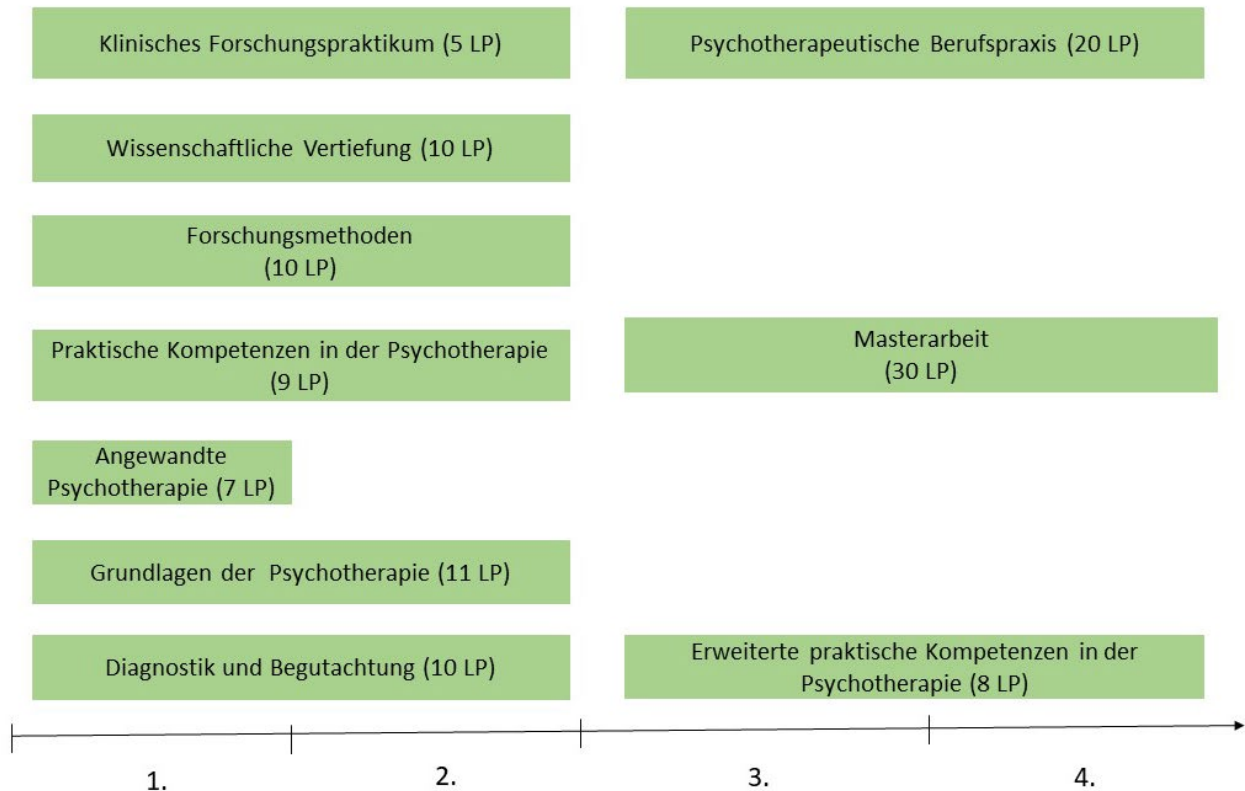 Klinisches Forschungspraktikum (5 LP)
Psychotherapeutische Berufspraxis (20 LP)
Wissenschaftliche Vertiefung (10 LP)
Forschungsmethoden
(10 LP)
Praktische Kompetenzen in der Psychotherapie
(9 LP)
Masterarbeit
(30 LP)
Angewandte
Psychotherapie (7 LP)
Grundlagen der Psychotherapie (11 LP)
Diagnostik und Begutachtung (10 LP)
Erweiterte praktische Kompetenzen in der
Psychotherapie (8 LP)
1.
2.
3.
4.